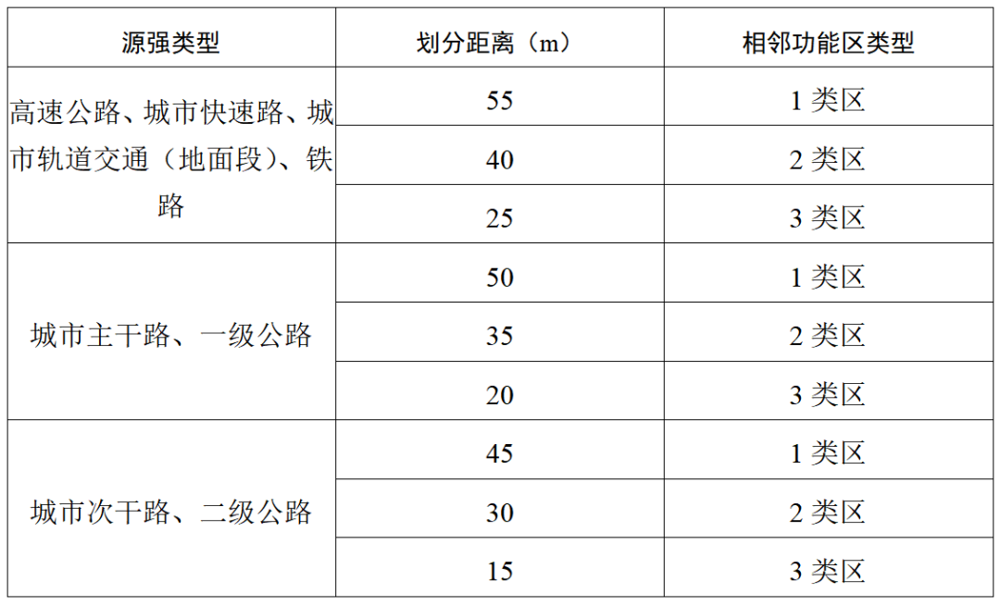 源强类型
划分距离（m）
相邻功能区类型
高速公路、城市快速路、城
市轨道交通（地面段）、铁
路
55
1 类区
40
2 类区
25
3 类区
城市主干路、一级公路
50
1 类区
35
2 类区
20
3 类区
城市次干路、二级公路
45
1 类区
30
2 类区
15
3 类区